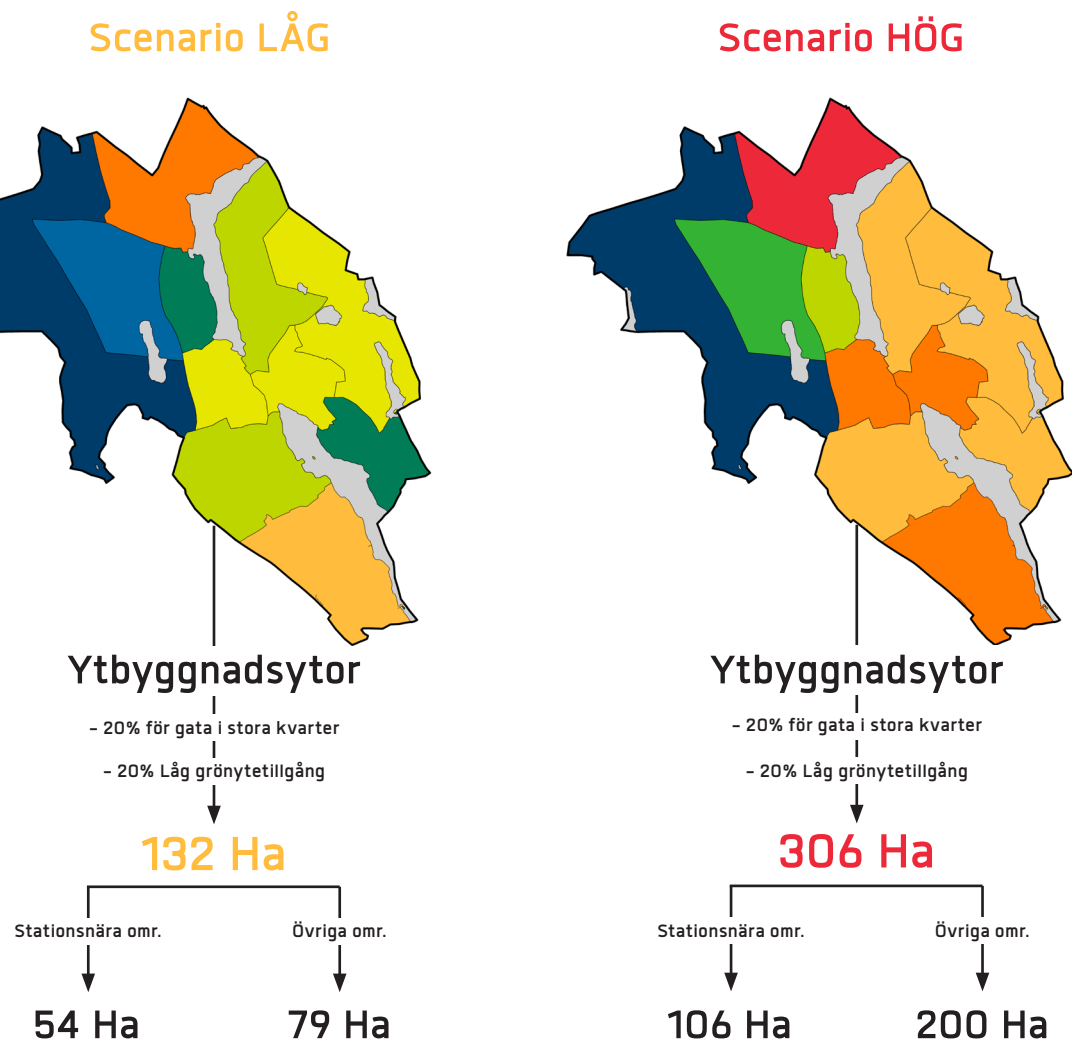 Scenario LÅG
Ytbyggnadsytor
- 20% för gata i stora kvarter
- 20% Låg grönytetillgång
132 Ha
Stationsnära omr.
Övriga omr.
54 Ha
79 Ha
Scenario HÖG
Ytbyggnadsytor
- 20% för gata i stora kvarter
- 20% Låg grönytetillgång
306 Ha
Stationsnära omr.
Övriga omr.
106 Ha
200 Ha